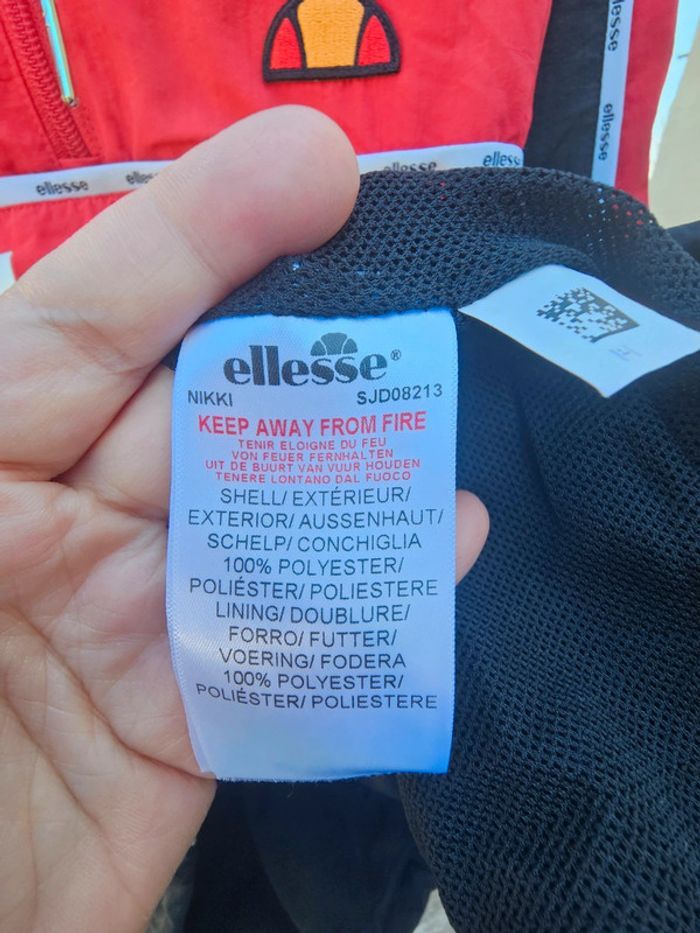 ellesse
ellesse
ellesse
ellesse
ellesse
ellesse
ellesse®
NIKKI SJD08213
KEEP AWAY FROM FIRE
TENIR ELOIGNE DU FEU
VON FEUER FERNHALTEN
UIT DE BUURT VAN VUUR HOUDEN
TENERE LONTANO DAL FUOCO
SHELL/ EXTÉRIEUR/
EXTERIOR/ AUSSENHAUT/
SCHELP/ CONCHIGLIA
100% POLYESTER/
POLIÉSTER/ POLIESTERE
LINING/ DOUBLURE/
FORRO/ FUTTER/
VOERING/ FODERA
100% POLYESTER/
POLIÉSTER/ POLIESTERE